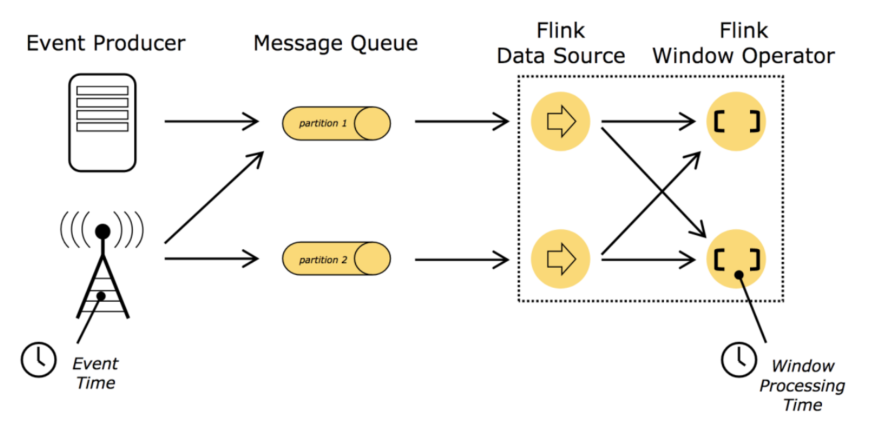 Event Producer
Message Queue
Flink
Data Source
Flink
Window Operator
partition 1
partition 2
Event
Time
Window
Processing
Time